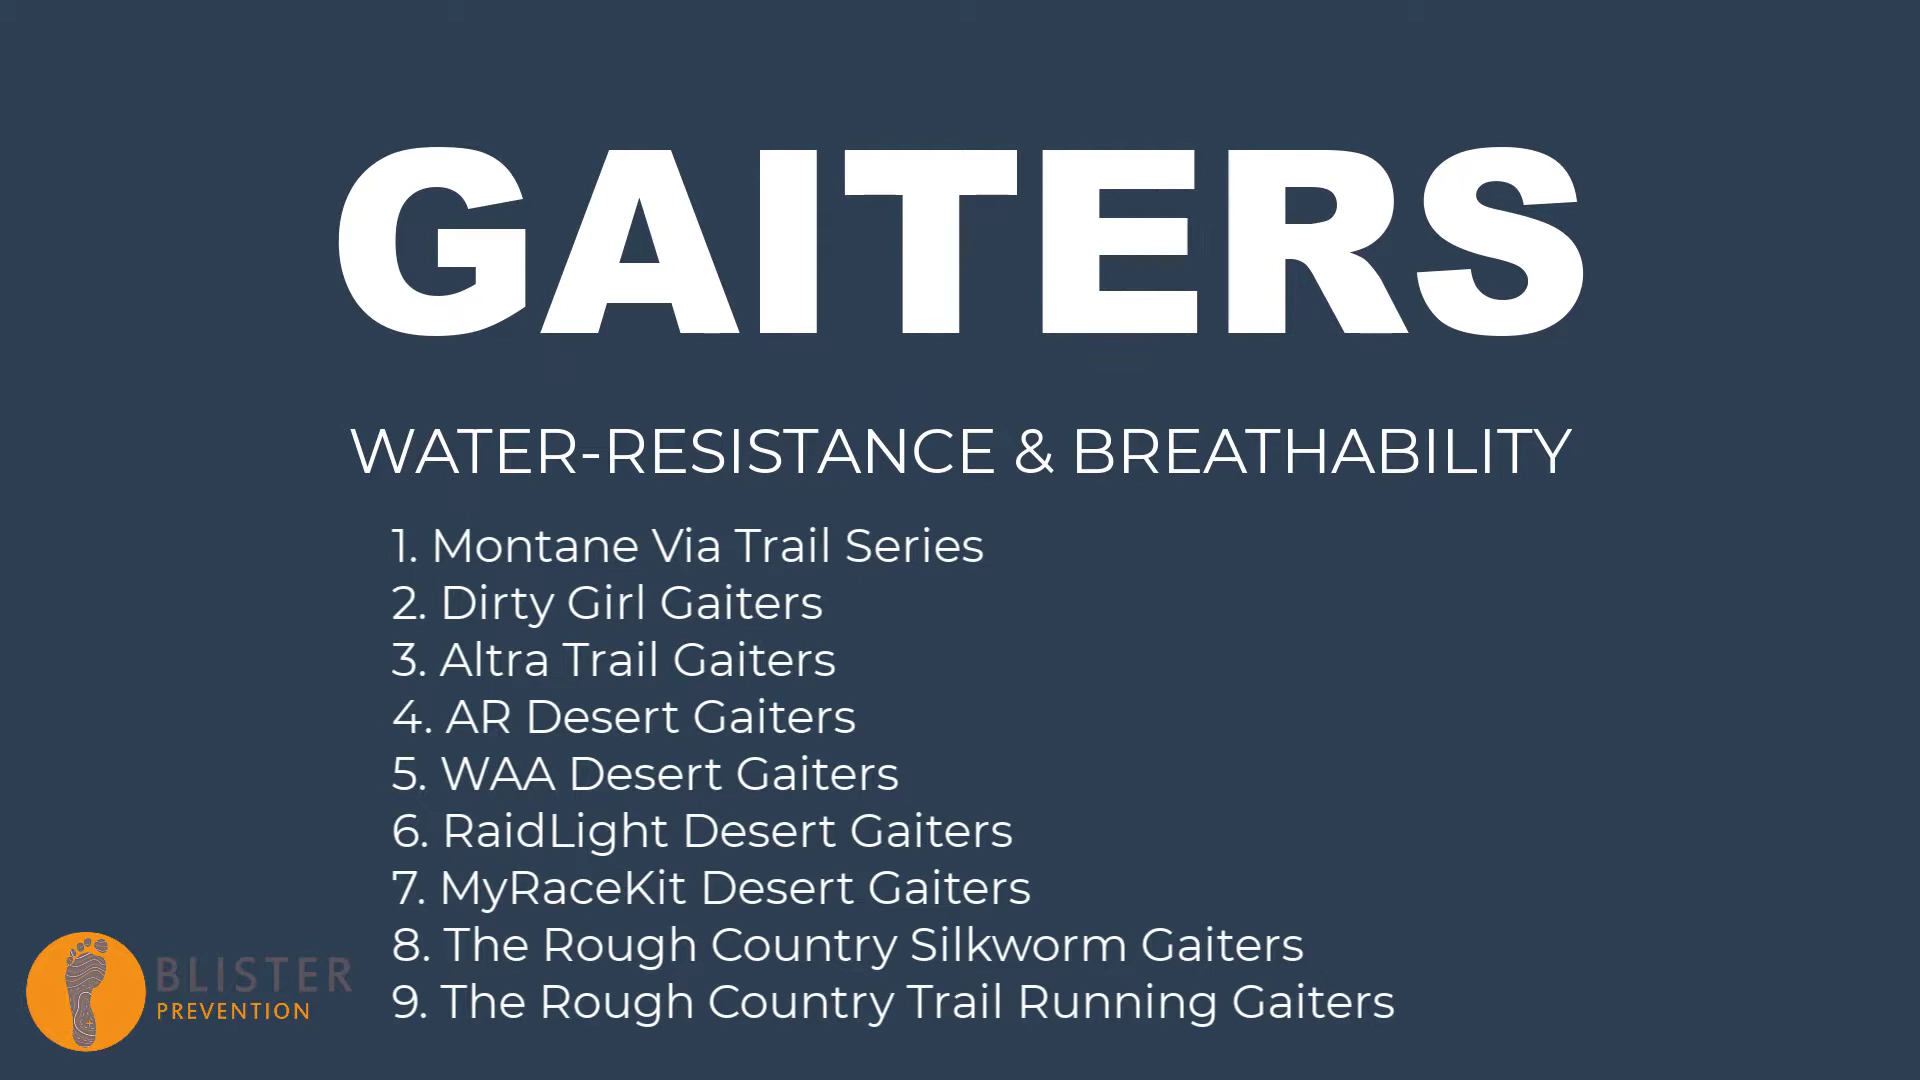 GAITERS
WATER-RESISTANCE & BREATHABILITY
1. Montane Via Trail Series
2. Dirty Girl Gaiters
3. Altra Trail Gaiters
4. AR Desert Gaiters
5. WAA Desert Gaiters
6. RaidLight Desert Gaiters
7. MyRaceKit Desert Gaiters
8. The Rough Country Silkworm Gaiters
9. The Rough Country Trail Running Gaiters
BLISTER
PREVENTION